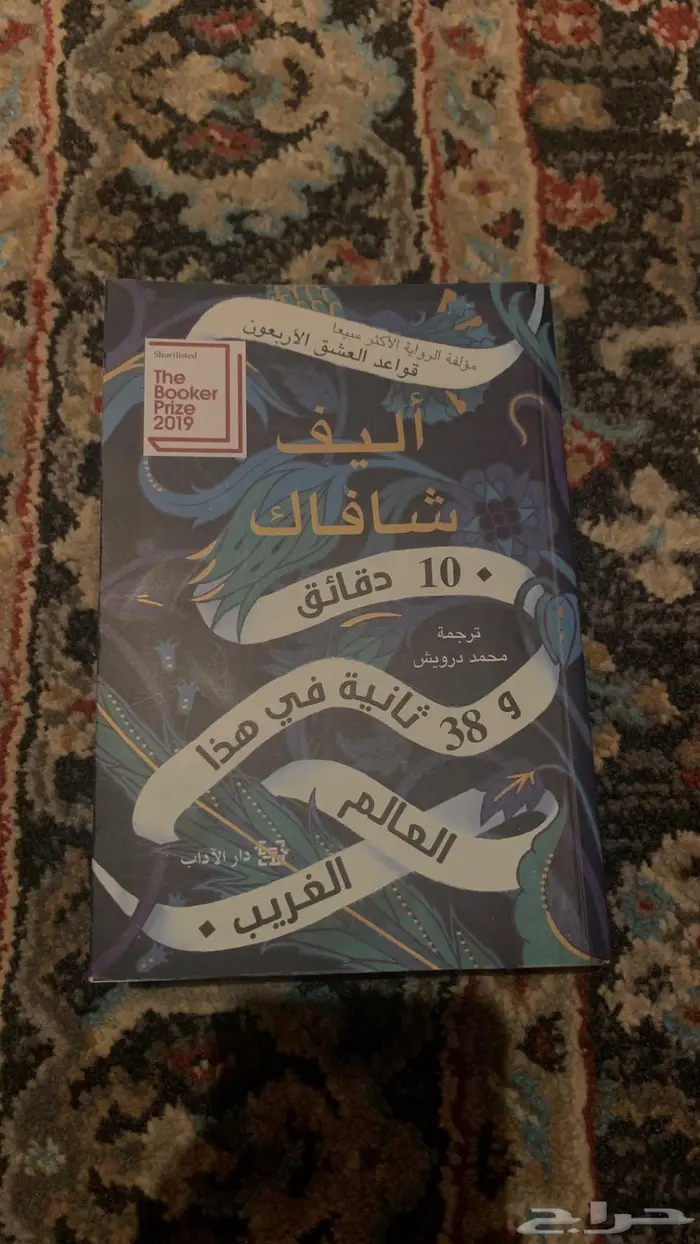 مؤلفة الرواية الأكثر مبيعا
قواعد العشق الأربعون
Shortlisted
The
Booker
Prize
2019
أليف
شافاك
10 دقائق
ترجمة
محمد درويش
و 38 ثانية في هذا
العالم
دار الآداب
الغريب
حراج